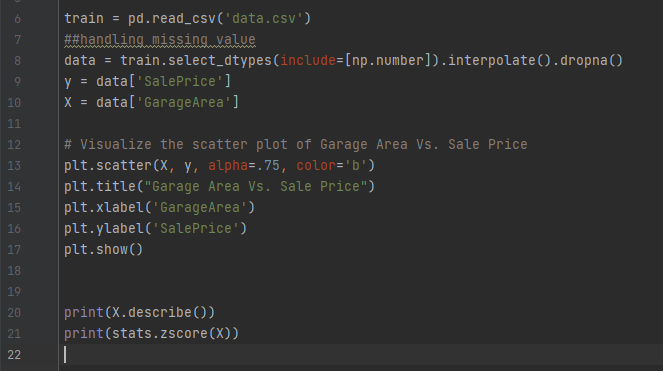 6 train = pd.read_csv('data.csv')
7 ##handling missing value
8 data = train.select_dtypes(include=[np.number]).interpolate().dropna()
9 y = data['SalePrice']
10 X = data['GarageArea']
11
12 # Visualize the scatter plot of Garage Area Vs. Sale Price
13 plt.scatter(X, y, alpha=.75, color='b')
14 plt.title("Garage Area Vs. Sale Price")
15 plt.xlabel('GarageArea')
16 plt.ylabel('SalePrice')
17 plt.show()
18
19
20 print(X.describe())
21 print(stats.zscore(X))
22